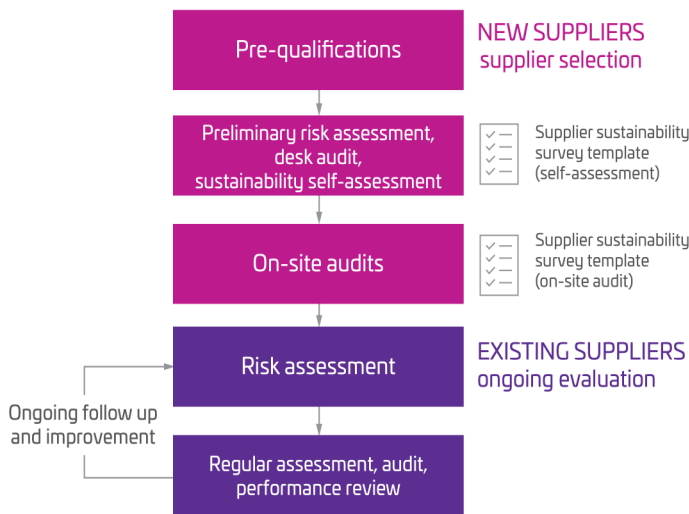 Pre-qualifications
NEW SUPPLIERS
supplier selection
Preliminary risk assessment,
desk audit,
sustainability self-assessment
Supplier sustainability
survey template
(self-assessment)
On-site audits
Supplier sustainability
survey template
(on-site audit)
Risk assessment
EXISTING SUPPLIERS
ongoing evaluation
Ongoing follow up
and improvement
Regular assessment, audit,
performance review